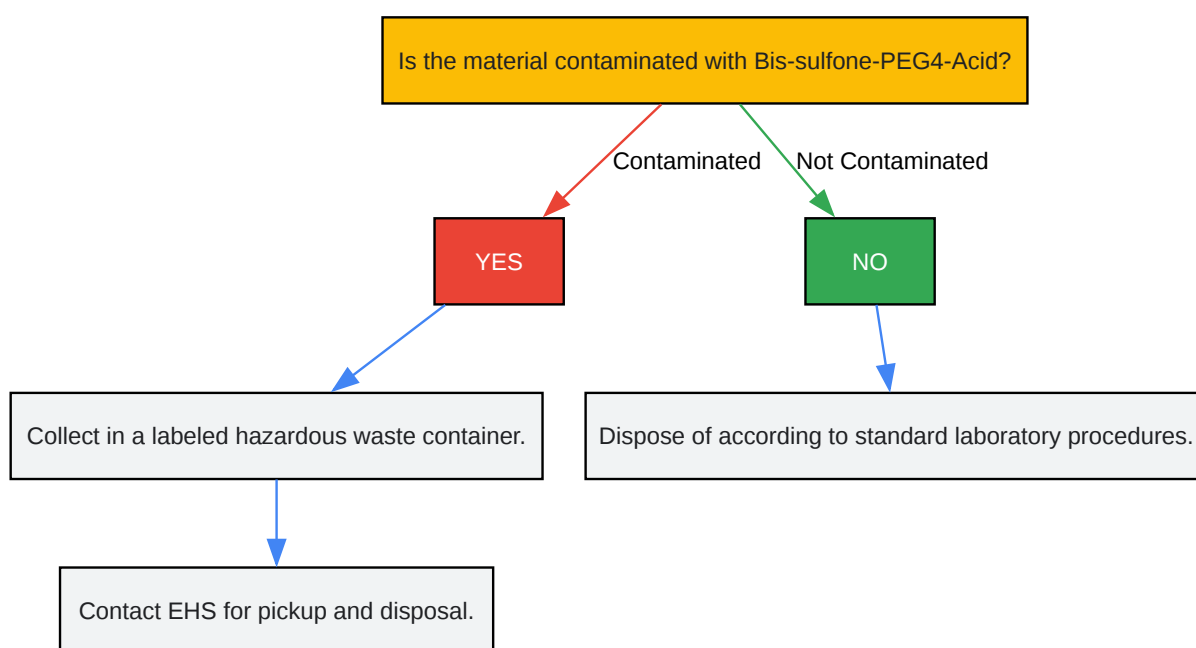 Is the material contaminated with Bis-sulfone-PEG4-Acid?
Contaminated
Not Contaminated
YES
NO
Collect in a labeled hazardous waste container.
Dispose of according to standard laboratory procedures.
Contact EHS for pickup and disposal.